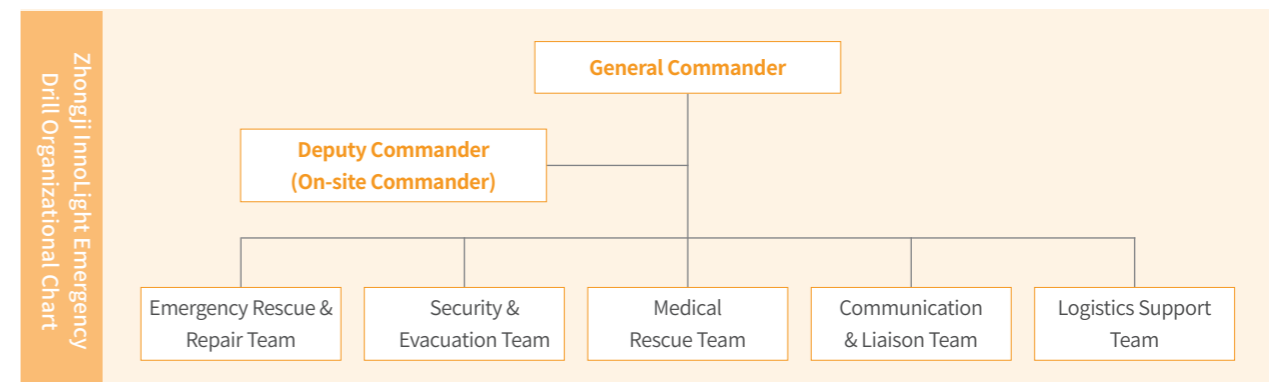 Zhongji InnoLight Emergency
Drill Organizational Chart
General Commander
Deputy Commander
(On-site Commander)
Emergency Rescue &
Repair Team
Security &
Evacuation Team
Medical
Rescue Team
Communication
& Liaison Team
Logistics Support
Team